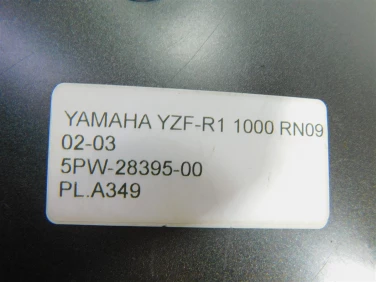 YAMAHA YZF-R1 1000 RN09
02-03
5PW-28395-00
PL.A349